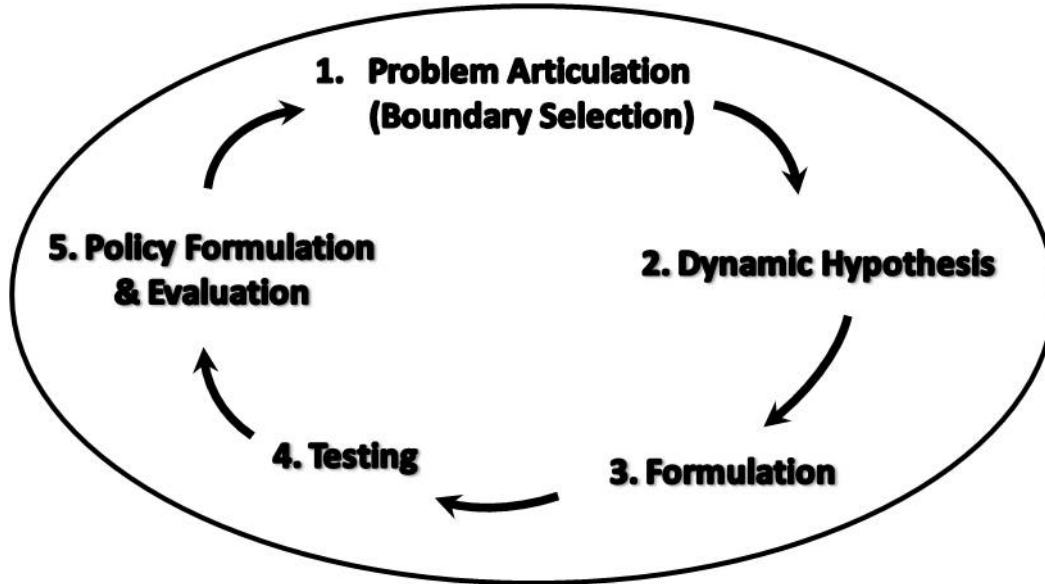 1. Problem Articulation
(Boundary Selection)
2. Dynamic Hypothesis
3. Formulation
4. Testing
5. Policy Formulation
& Evaluation